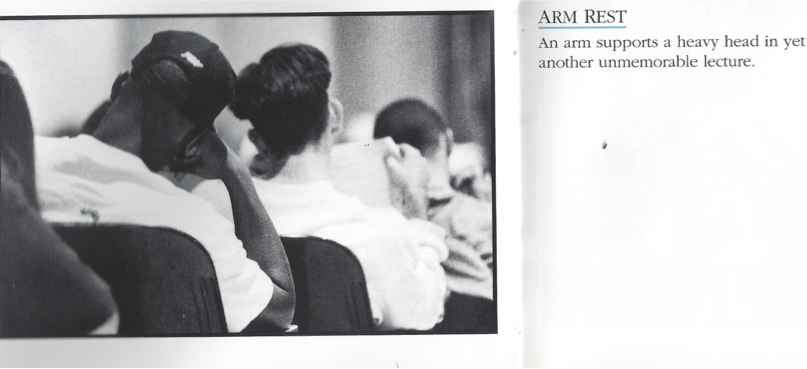 ARM REST
An arm supports a heavy head in yet
another unmemorable lecture.